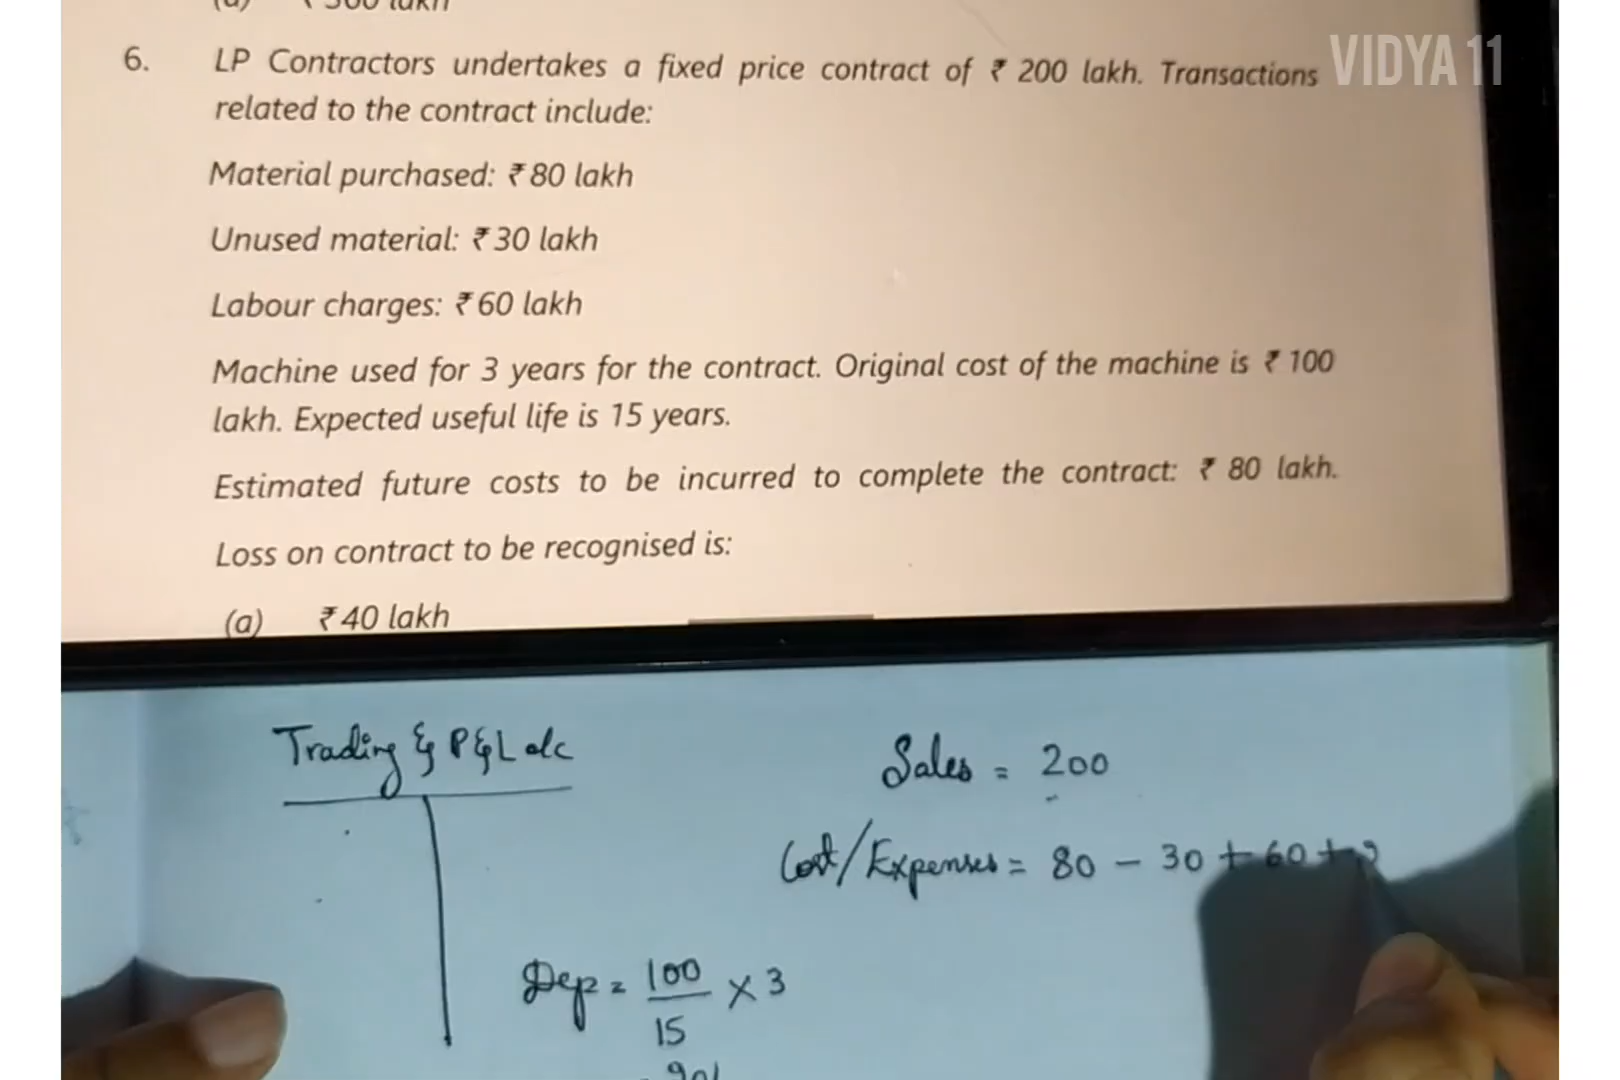 (d) ₹ 300 lakh
VIDYA 11
6. LP Contractors undertakes a fixed price contract of ₹ 200 lakh. Transactions
related to the contract include:
Material purchased: ₹ 80 lakh
Unused material: ₹ 30 lakh
Labour charges: ₹ 60 lakh
Machine used for 3 years for the contract. Original cost of the machine is ₹ 100
lakh. Expected useful life is 15 years.
Estimated future costs to be incurred to complete the contract: ₹ 80 lakh.
Loss on contract to be recognised is:
(a) ₹ 40 lakh
Trading & P&L a/c
Sales = 200
Cost/Expenses = 80 - 30 + 60 +
Dep = 100/15 × 3